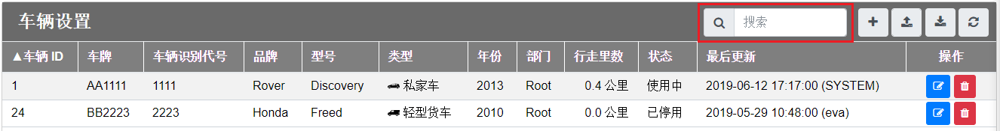 车辆设置 搜索
▲车辆 ID 车牌 车辆识别代号 品牌 型号 类型 年份 部门 行走里数 状态 最后更新 操作
1 AA1111 1111 Rover Discovery 私家车 2013 Root 0.4 公里 使用中 2019-06-12 17:17:00 (SYSTEM)
24 BB2223 2223 Honda Freed 轻型货车 2010 Root 0.0 公里 已停用 2019-05-29 10:48:00 (eva)